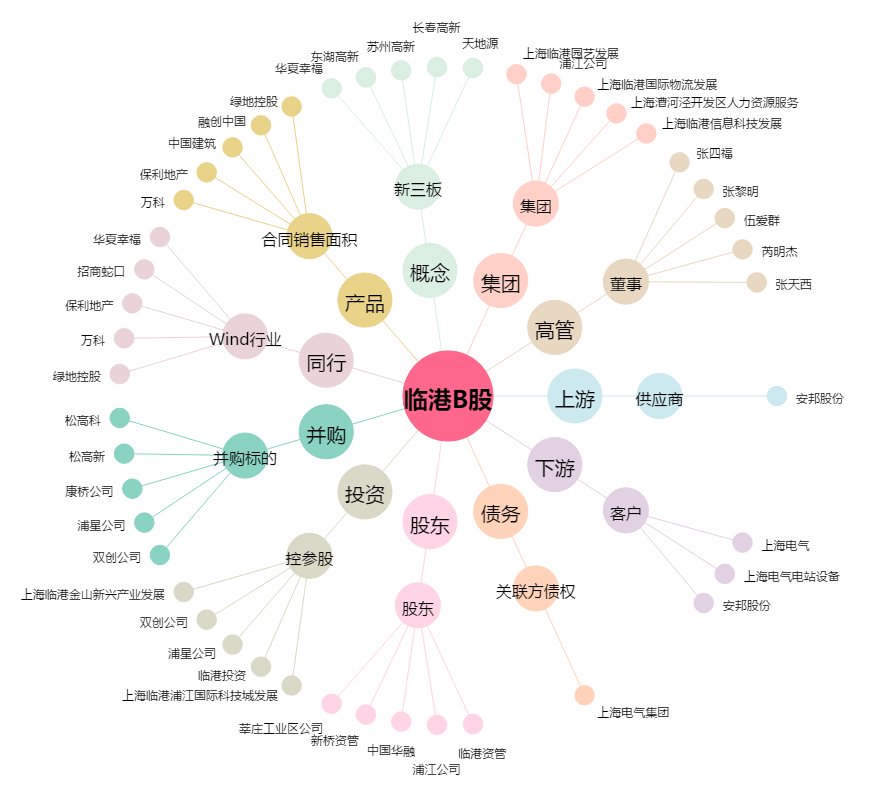 临港B股
概念
新三板
华夏幸福
东湖高新
苏州高新
长春高新
天地源
集团
集团
上海临港园艺发展
浦江公司
上海临港国际物流发展
上海漕河泾开发区人力资源服务
上海临港信息科技发展
高管
董事
张四福
张黎明
伍爱群
芮明杰
张天西
上游
供应商
安邦股份
下游
客户
上海电气
上海电气电站设备
安邦股份
债务
关联方债权
上海电气集团
股东
股东
临港资管
浦江公司
中国华融
新桥资管
莘庄工业区公司
投资
控参股
上海临港浦江国际科技城发展
临港投资
浦星公司
双创公司
上海临港金山新兴产业发展
并购
并购标的
双创公司
浦星公司
康桥公司
松高新
松高科
同行
Wind行业
绿地控股
万科
保利地产
招商蛇口
华夏幸福
产品
合同销售面积
万科
保利地产
中国建筑
融创中国
绿地控股